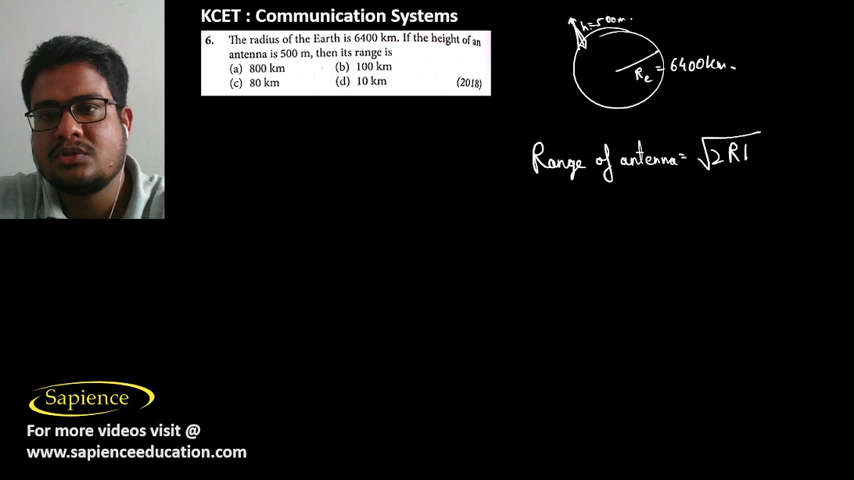 KCET : Communication Systems
6. The radius of the Earth is 6400 km. If the height of an
antenna is 500 m, then its range is
(a) 800 km (b) 100 km
(c) 80 km (d) 10 km (2018)
h=500m.
Re = 6400km.
Range of antenna = √2RI
Sapience
For more videos visit @
www.sapienceeducation.com